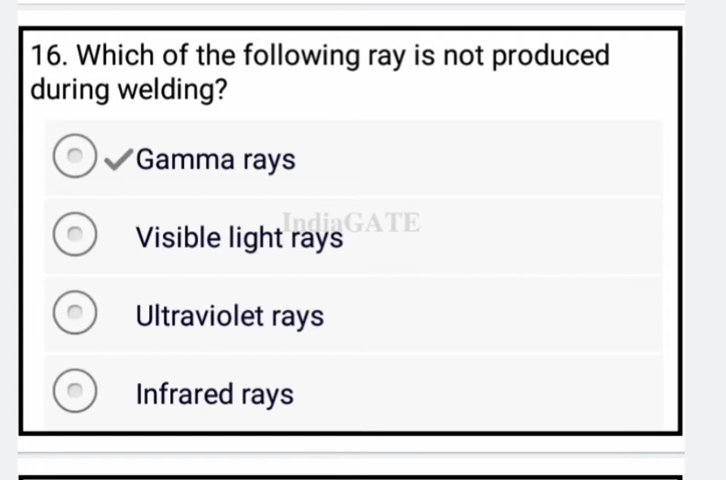 16. Which of the following ray is not produced
during welding?
Gamma rays
IndiaGATE
Visible light rays
Ultraviolet rays
Infrared rays